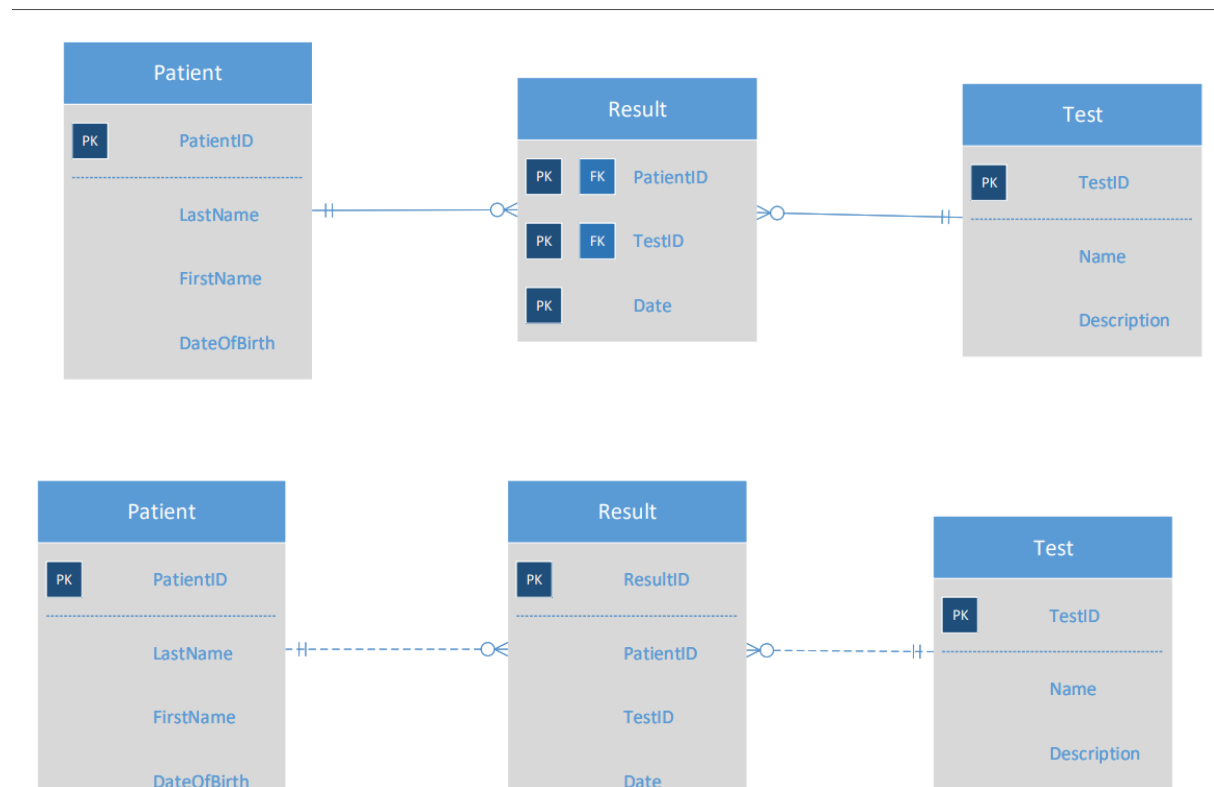 Patient
PK PatientID
LastName
FirstName
DateOfBirth
Result
PK FK PatientID
PK FK TestID
PK Date
Test
PK TestID
Name
Description
Patient
PK PatientID
LastName
FirstName
DateOfBirth
Result
PK ResultID
PatientID
TestID
Date
Test
PK TestID
Name
Description